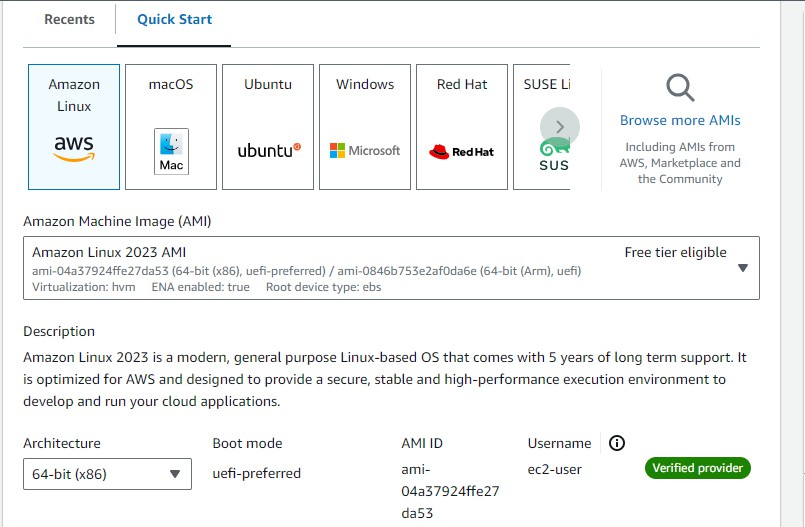 Recents
Quick Start
Amazon
Linux
aws
macOS
Mac
Ubuntu
ubuntu
Windows
Microsoft
Red Hat
Red Hat
SUSE Li
SUS
Browse more AMIs
Including AMIs from
AWS, Marketplace and
the Community
Amazon Machine Image (AMI)
Amazon Linux 2023 AMI
Free tier eligible
ami-04a37924ffe27da53 (64-bit (x86), uefi-preferred) / ami-0846b753e2af0da6e (64-bit (Arm), uefi)
Virtualization: hvm ENA enabled: true Root device type: ebs
Description
Amazon Linux 2023 is a modern, general purpose Linux-based OS that comes with 5 years of long term support. It
is optimized for AWS and designed to provide a secure, stable and high-performance execution environment to
develop and run your cloud applications.
Architecture
64-bit (x86)
Boot mode
uefi-preferred
AMI ID
ami-
04a37924ffe27
da53
Username
ec2-user
Verified provider